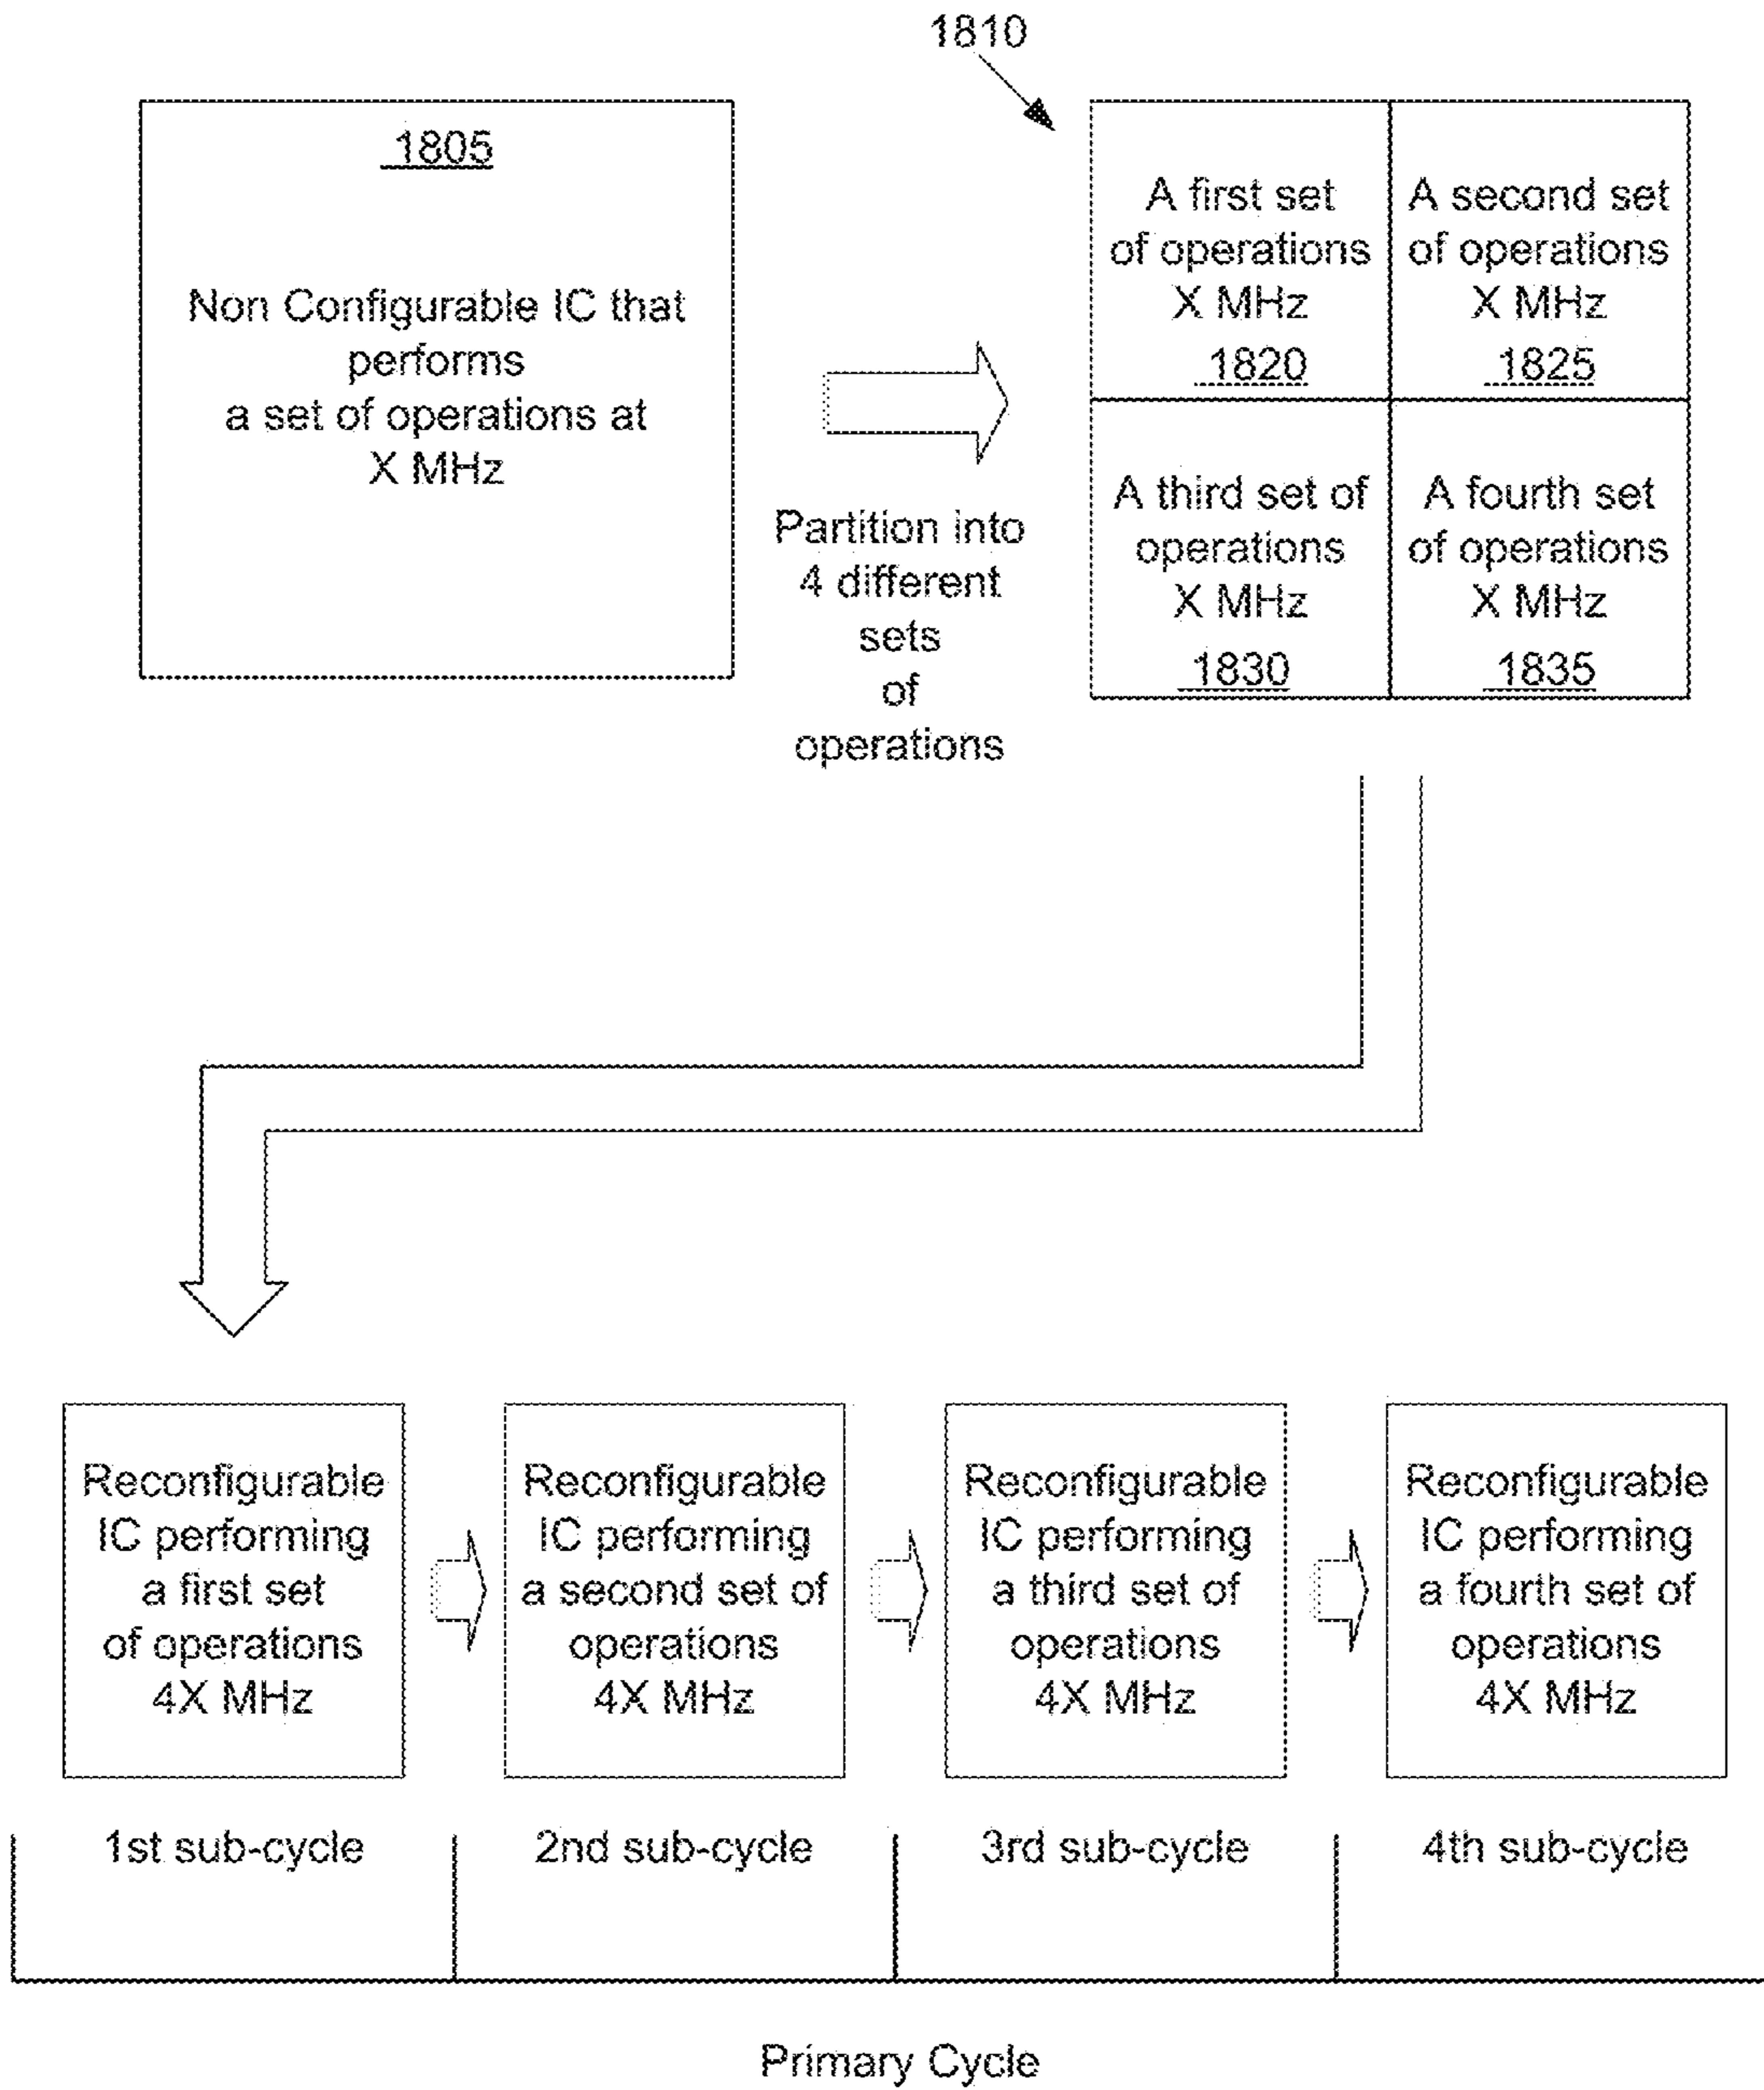 1810
1805
Non Configurable IC that
performs
a set of operations at
X MHz
Partition into
4 different
sets
of
operations
A first set
of operations
X MHz
1820
A second set
of operations
X MHz
1825
A third set of
operations
X MHz
1830
A fourth set
of operations
X MHz
1835
Reconfigurable
IC performing
a first set
of operations
4X MHz
Reconfigurable
IC performing
a second set of
operations
4X MHz
Reconfigurable
IC performing
a third set of
operations
4X MHz
Reconfigurable
IC performing
a fourth set of
operations
4X MHz
1st sub-cycle
2nd sub-cycle
3rd sub-cycle
4th sub-cycle
Primary Cycle